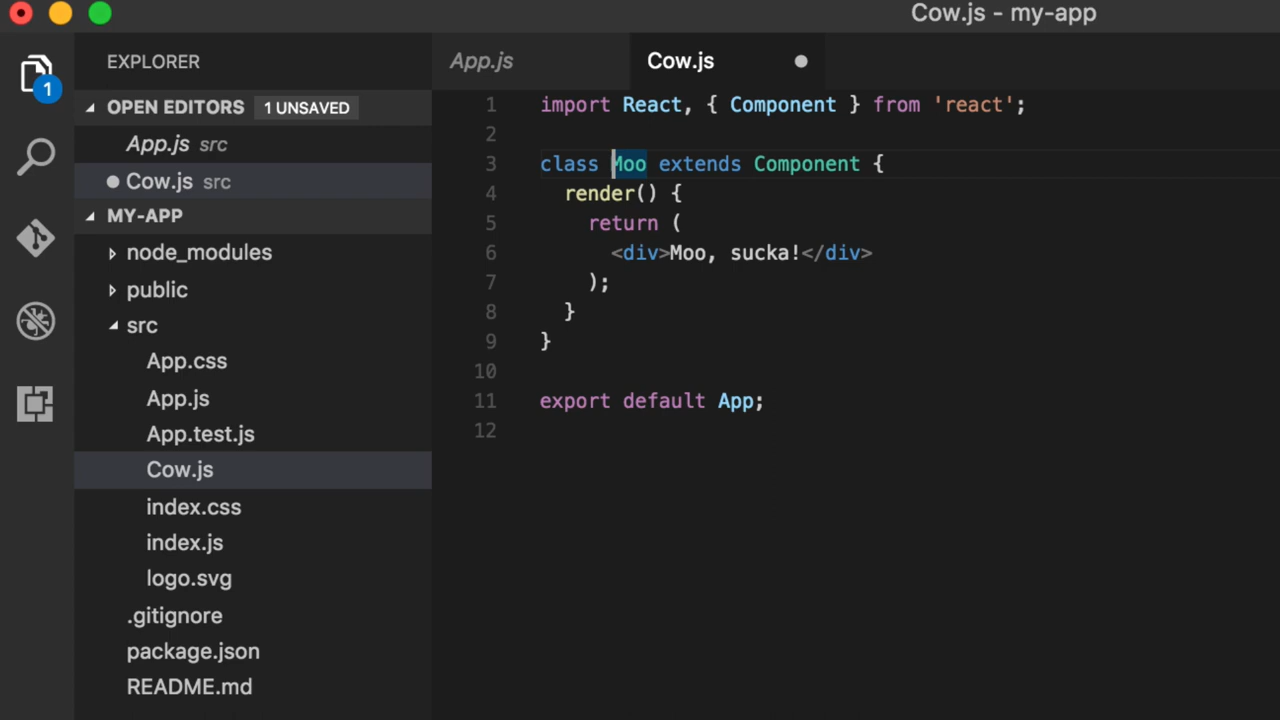 Cow.js - my-app
EXPLORER
1
OPEN EDITORS 1 UNSAVED
App.js src
Cow.js src
MY-APP
node_modules
public
src
App.css
App.js
App.test.js
Cow.js
index.css
index.js
logo.svg
.gitignore
package.json
README.md
App.js Cow.js
1 import React, { Component } from 'react';
2
3 class Moo extends Component {
4 render() {
5 return (
6 <div>Moo, sucka!</div>
7 );
8 }
9 }
10
11 export default App;
12